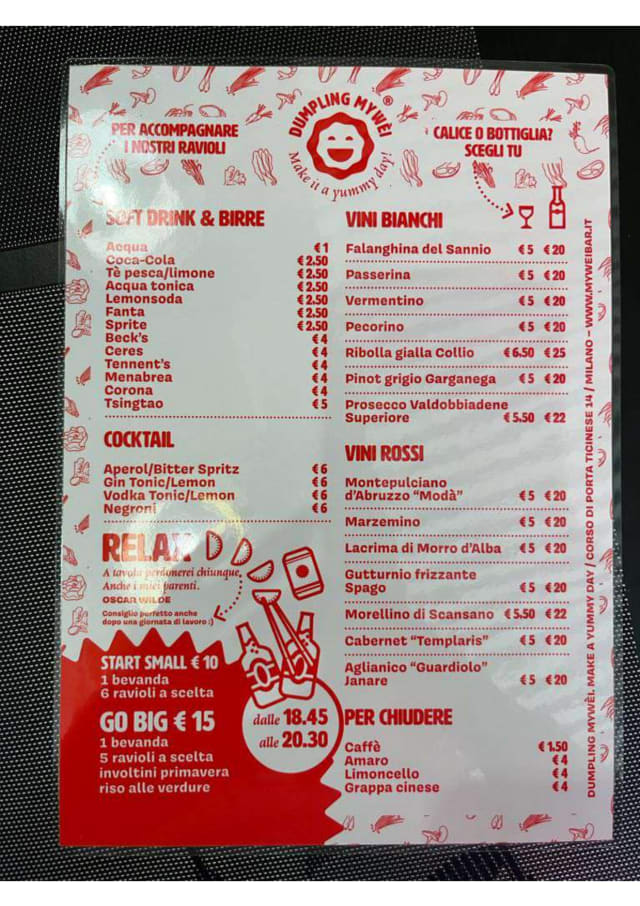 PER ACCOMPAGNARE
I NOSTRI RAVIOLI
DUMPLING MYWÈI®
Make it a yummy day!
CALICE O BOTTIGLIA?
SCEGLI TU
SOFT DRINK & BIRRE
Acqua €1
Coca-Cola €2.50
Tè pesca/limone €2.50
Acqua tonica €2.50
Lemonsoda €2.50
Fanta €2.50
Sprite €2.50
Beck's €4
Ceres €4
Tennent's €4
Menabrea €4
Corona €4
Tsingtao €5
COCKTAIL
Aperol/Bitter Spritz €6
Gin Tonic/Lemon €6
Vodka Tonic/Lemon €6
Negroni €6
RELAX
A tavola perdonerei chiunque.
Anche i miei parenti.
OSCAR WILDE
Consiglio perfetto anche
dopo una giornata di lavoro :)
START SMALL € 10
1 bevanda
6 ravioli a scelta
GO BIG € 15
1 bevanda
5 ravioli a scelta
involtini primavera
riso alle verdure
dalle 18.45
alle 20.30
VINI BIANCHI
Falanghina del Sannio €5 €20
Passerina €5 €20
Vermentino €5 €20
Pecorino €5 €20
Ribolla gialla Collio €6.50 €25
Pinot grigio Garganega €5 €20
Prosecco Valdobbiadene
Superiore €5.50 €22
VINI ROSSI
Montepulciano
d'Abruzzo "Modà" €5 €20
Marzemino €5 €20
Lacrima di Morro d'Alba €5 €20
Gutturnio frizzante
Spago €5 €20
Morellino di Scansano €5.50 €22
Cabernet "Templaris" €5 €20
Aglianico "Guardiolo"
Janare €5 €20
PER CHIUDERE
Caffè €1.50
Amaro €4
Limoncello €4
Grappa cinese €4
DUMPLING MYWÈI. MAKE A YUMMY DAY / CORSO DI PORTA TICINESE 14 / MILANO – WWW.MYWEIBAR.IT